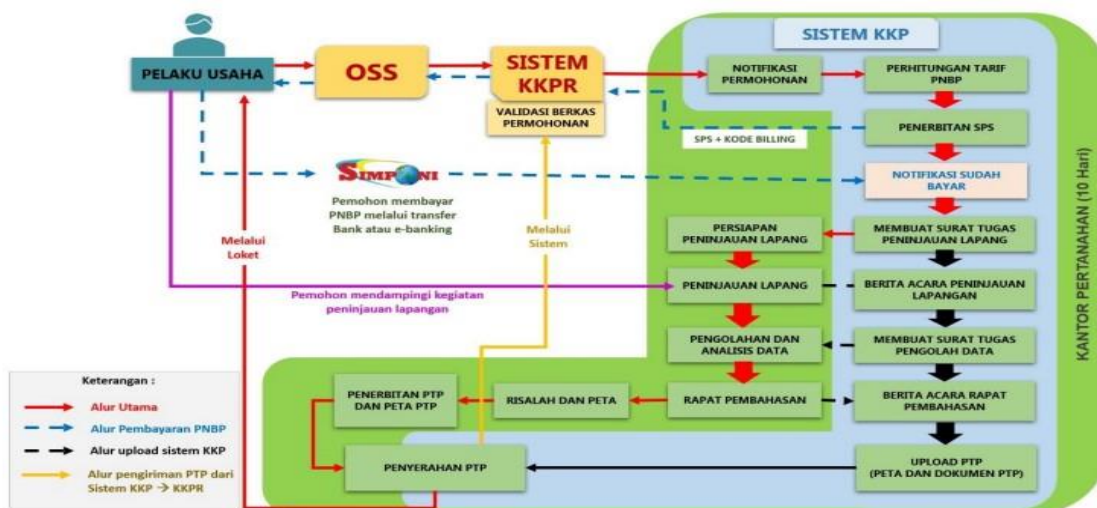 SISTEM KKP
PELAKU USAHA
OSS
SISTEM
KKPR
VALIDASI BERKAS
PERMOHONAN
NOTIFIKASI
PERMOHONAN
PERHITUNGAN TARIF
PNBP
PENERBITAN SPS
SPS + KODE BILLING
NOTIFIKASI SUDAH
BAYAR
SIMPONI
Pemohon membayar
PNBP melalui transfer
Bank atau e-banking
Melalui
Loket
Melalui
Sistem
PERSIAPAN
PENINJAUAN LAPANG
MEMBUAT SURAT TUGAS
PENINJAUAN LAPANG
Pemohon mendampingi kegiatan
peninjauan lapangan
PENINJAUAN LAPANG
BERITA ACARA PENINJAUAN
LAPANGAN
PENGOLAHAN DAN
ANALISIS DATA
MEMBUAT SURAT TUGAS
PENGOLAH DATA
PENERBITAN PTP
DAN PETA PTP
RISALAH DAN PETA
RAPAT PEMBAHASAN
BERITA ACARA RAPAT
PEMBAHASAN
PENYERAHAN PTP
UPLOAD PTP
(PETA DAN DOKUMEN PTP)
KANTOR PERTANAHAN (10 Hari)
Keterangan :
Alur Utama
Alur Pembayaran PNBP
Alur upload sistem KKP
Alur pengiriman PTP dari
Sistem KKP → KKPR